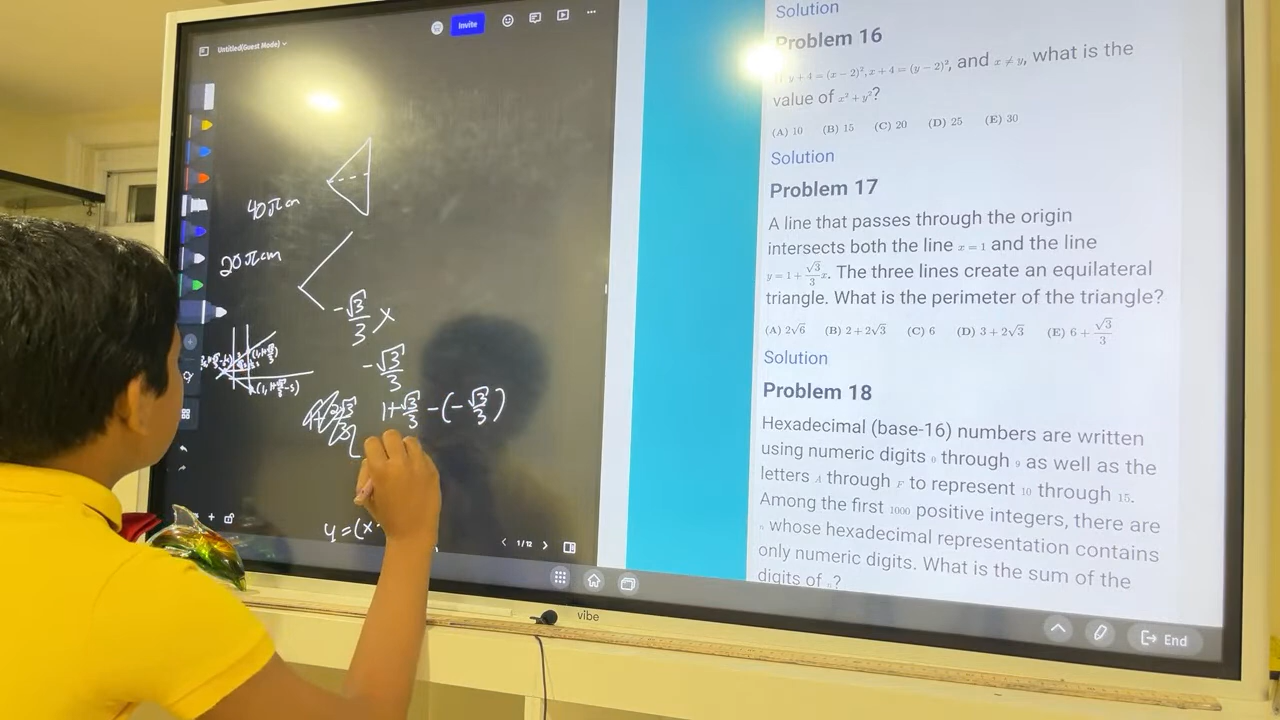 Untitled(Guest Mode)
Invite
40πcm
20πcm
-√3/3 x
-√3/3
1+√3/3 -(-√3/3)
y=(x
1/12
vibe
Solution
Problem 16
y + 4 = (x − 2)², x + 4 = (y − 2)², and x ≠ y, what is the
value of x² + y²?
(A) 10 (B) 15 (C) 20 (D) 25 (E) 30
Solution
Problem 17
A line that passes through the origin
intersects both the line x = 1 and the line
y = 1 + √3/3 x. The three lines create an equilateral
triangle. What is the perimeter of the triangle?
(A) 2√6 (B) 2 + 2√3 (C) 6 (D) 3 + 2√3 (E) 6 + √3/3
Solution
Problem 18
Hexadecimal (base-16) numbers are written
using numeric digits 0 through 9 as well as the
letters A through F to represent 10 through 15.
Among the first 1000 positive integers, there are
n whose hexadecimal representation contains
only numeric digits. What is the sum of the
digits of n?
End